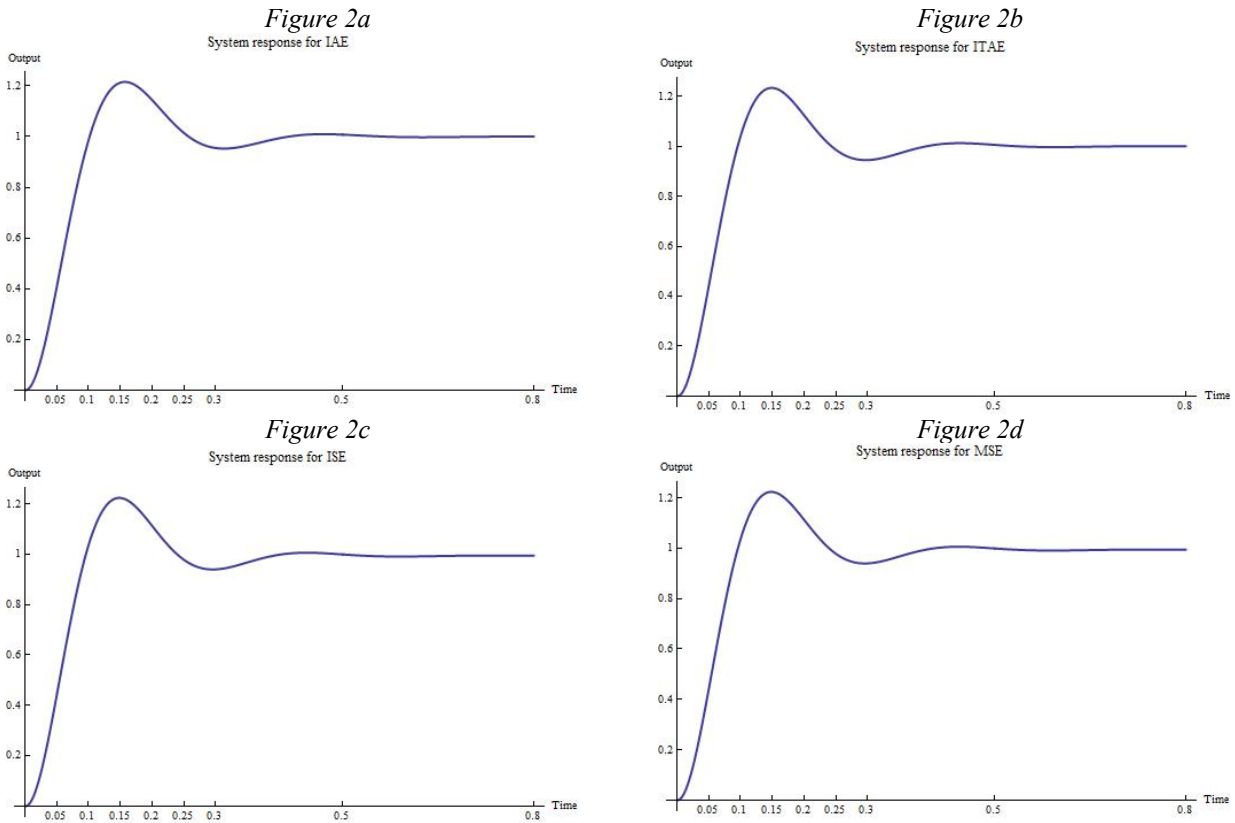 Figure 2a
System response for IAE
Output
1.2
1
0.8
0.6
0.4
0.2
0.05 0.1 0.15 0.2 0.25 0.3 0.5 0.8
Time
Figure 2b
System response for ITAE
Output
1.2
1
0.8
0.6
0.4
0.2
0.05 0.1 0.15 0.2 0.25 0.3 0.5 0.8
Time
Figure 2c
System response for ISE
Output
1.2
1
0.8
0.6
0.4
0.2
0.05 0.1 0.15 0.2 0.25 0.3 0.5 0.8
Time
Figure 2d
System response for MSE
Output
1.2
1
0.8
0.6
0.4
0.2
0.05 0.1 0.15 0.2 0.25 0.3 0.5 0.8
Time